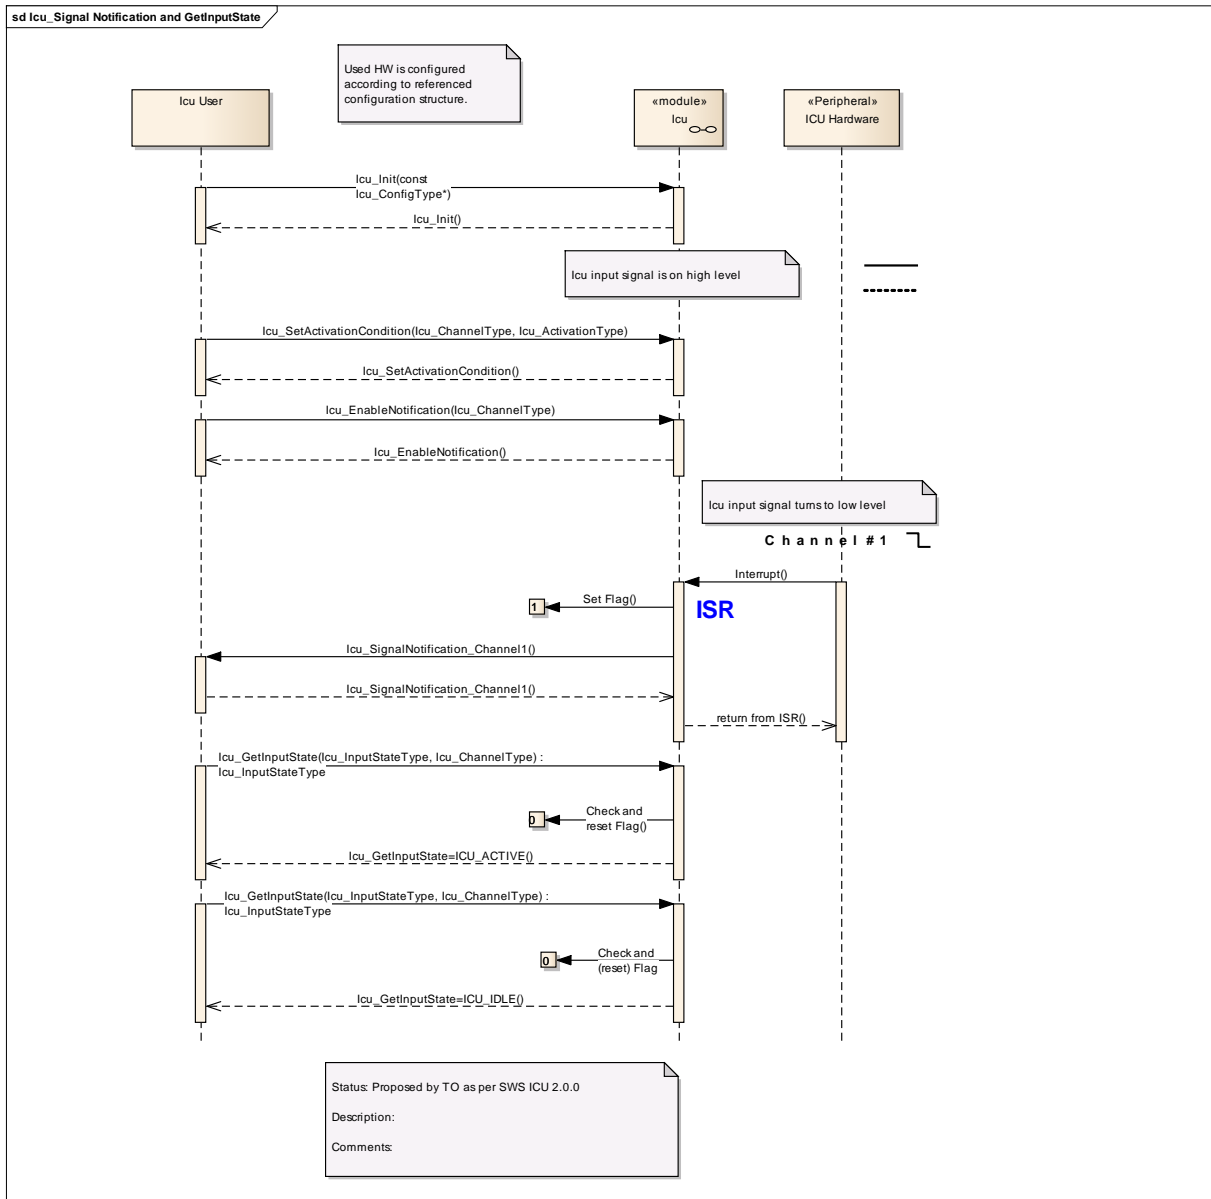 sd Icu_Signal Notification and GetInputState
Used HW is configured
according to referenced
configuration structure.
Icu User
«module»
Icu
«Peripheral»
ICU Hardware
Icu_Init(const
Icu_ConfigType*)
Icu_Init()
Icu input signal is on high level
Icu_SetActivationCondition(Icu_ChannelType, Icu_ActivationType)
Icu_SetActivationCondition()
Icu_EnableNotification(Icu_ChannelType)
Icu_EnableNotification()
Icu input signal turns to low level
Channel #1
Interrupt()
Set Flag()
1
ISR
Icu_SignalNotification_Channel1()
Icu_SignalNotification_Channel1()
return from ISR()
Icu_GetInputState(Icu_InputStateType, Icu_ChannelType) :
Icu_InputStateType
Check and
reset Flag()
0
Icu_GetInputState=ICU_ACTIVE()
Icu_GetInputState(Icu_InputStateType, Icu_ChannelType) :
Icu_InputStateType
Check and
(reset) Flag
0
Icu_GetInputState=ICU_IDLE()
Status: Proposed by TO as per SWS ICU 2.0.0
Description:
Comments: